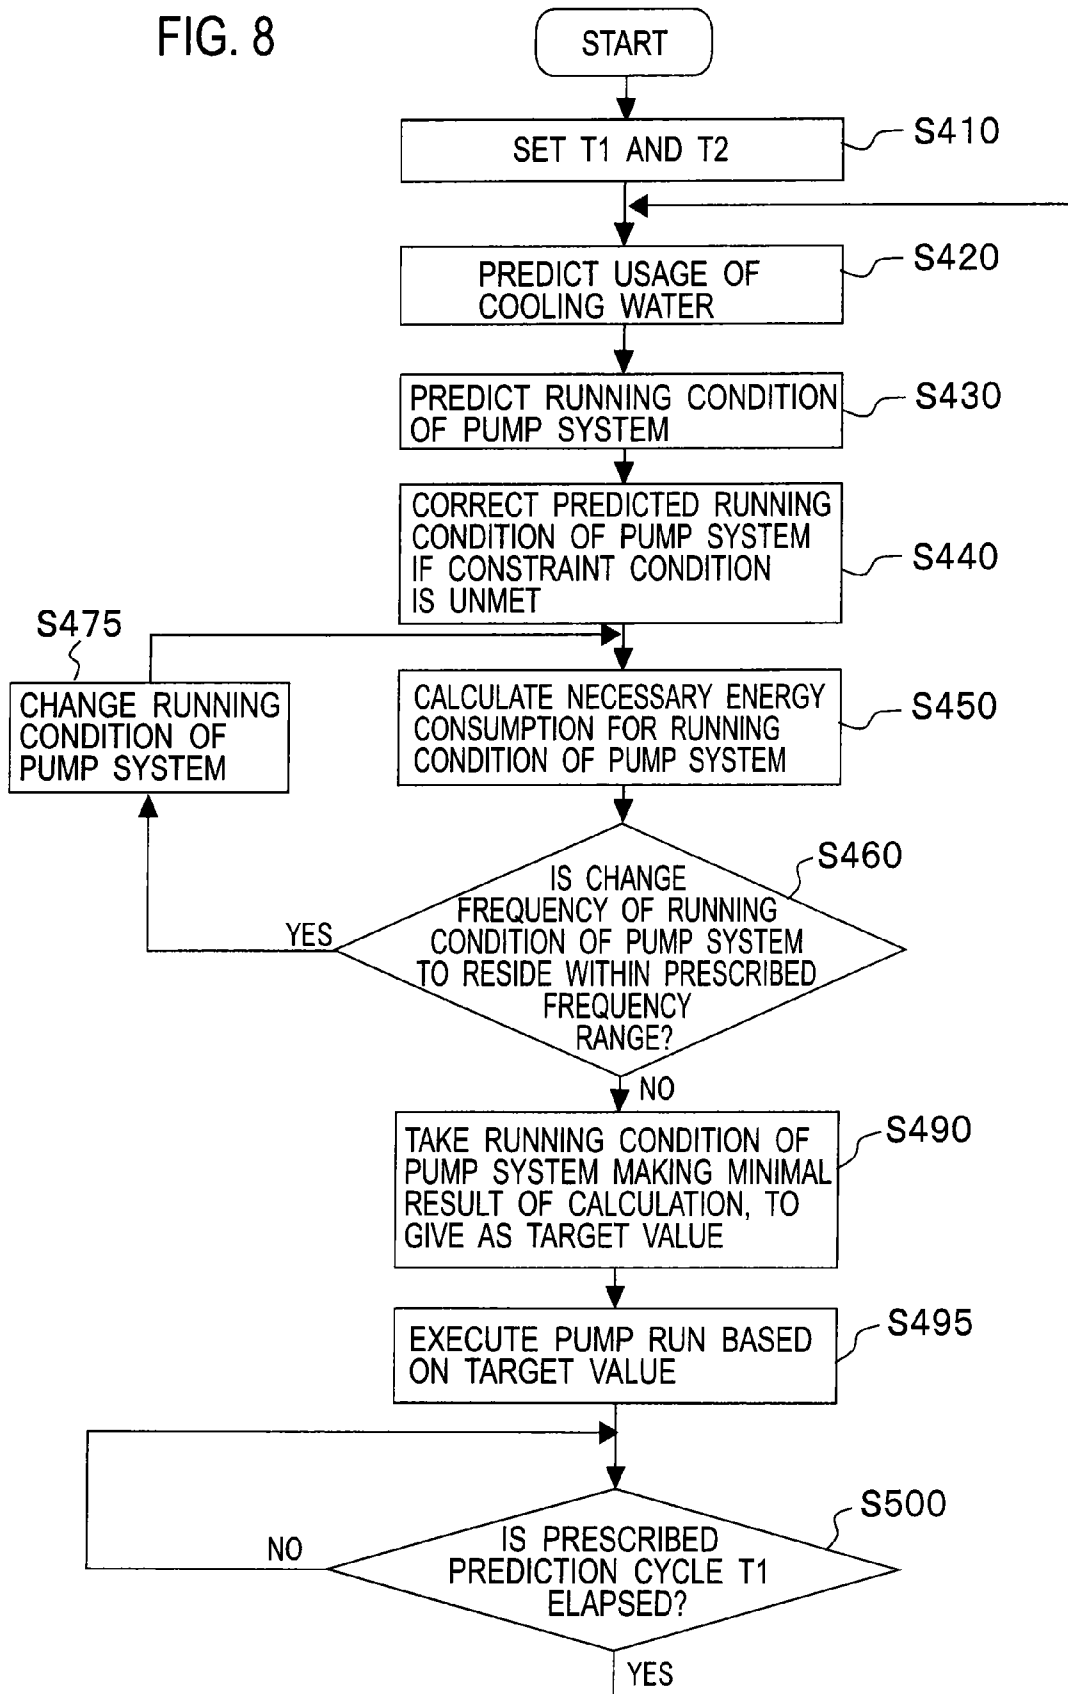 FIG. 8
START
SET T1 AND T2
S410
PREDICT USAGE OF
COOLING WATER
S420
PREDICT RUNNING CONDITION
OF PUMP SYSTEM
S430
CORRECT PREDICTED RUNNING
CONDITION OF PUMP SYSTEM
IF CONSTRAINT CONDITION
IS UNMET
S440
S475
CHANGE RUNNING
CONDITION OF
PUMP SYSTEM
CALCULATE NECESSARY ENERGY
CONSUMPTION FOR RUNNING
CONDITION OF PUMP SYSTEM
S450
S460
IS CHANGE
FREQUENCY OF RUNNING
CONDITION OF PUMP SYSTEM
TO RESIDE WITHIN PRESCRIBED
FREQUENCY
RANGE?
YES
NO
TAKE RUNNING CONDITION OF
PUMP SYSTEM MAKING MINIMAL
RESULT OF CALCULATION, TO
GIVE AS TARGET VALUE
S490
EXECUTE PUMP RUN BASED
ON TARGET VALUE
S495
S500
IS PRESCRIBED
PREDICTION CYCLE T1
ELAPSED?
NO
YES